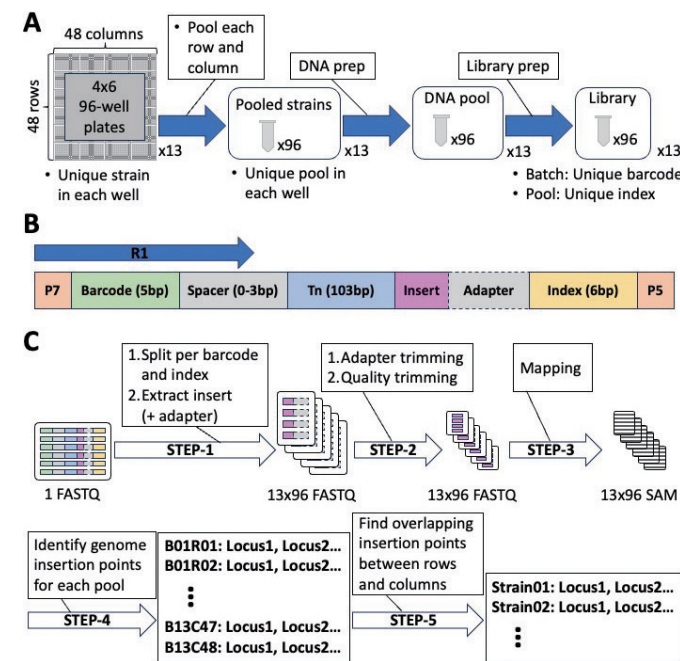 A
48 columns
48 rows
4x6
96-well
plates
x13
• Unique strain
in each well
• Pool each
row and
column
Pooled strains
x96
x13
• Unique pool in
each well
DNA prep
DNA pool
x96
x13
Library prep
Library
x96
x13
• Batch: Unique barcode
• Pool: Unique index
B
R1
P7
Barcode (5bp)
Spacer (0-3bp)
Tn (103bp)
Insert
Adapter
Index (6bp)
P5
C
1. Split per barcode
and index
2. Extract insert
(+ adapter)
1. Adapter trimming
2. Quality trimming
Mapping
STEP-1
STEP-2
STEP-3
1 FASTQ
13x96 FASTQ
13x96 FASTQ
13x96 SAM
Identify genome
insertion points
for each pool
STEP-4
B01R01: Locus1, Locus2...
B01R02: Locus1, Locus2...
⋮
B13C47: Locus1, Locus2...
B13C48: Locus1, Locus2...
Find overlapping
insertion points
between rows
and columns
STEP-5
Strain01: Locus1, Locus2...
Strain02: Locus1, Locus2...
⋮